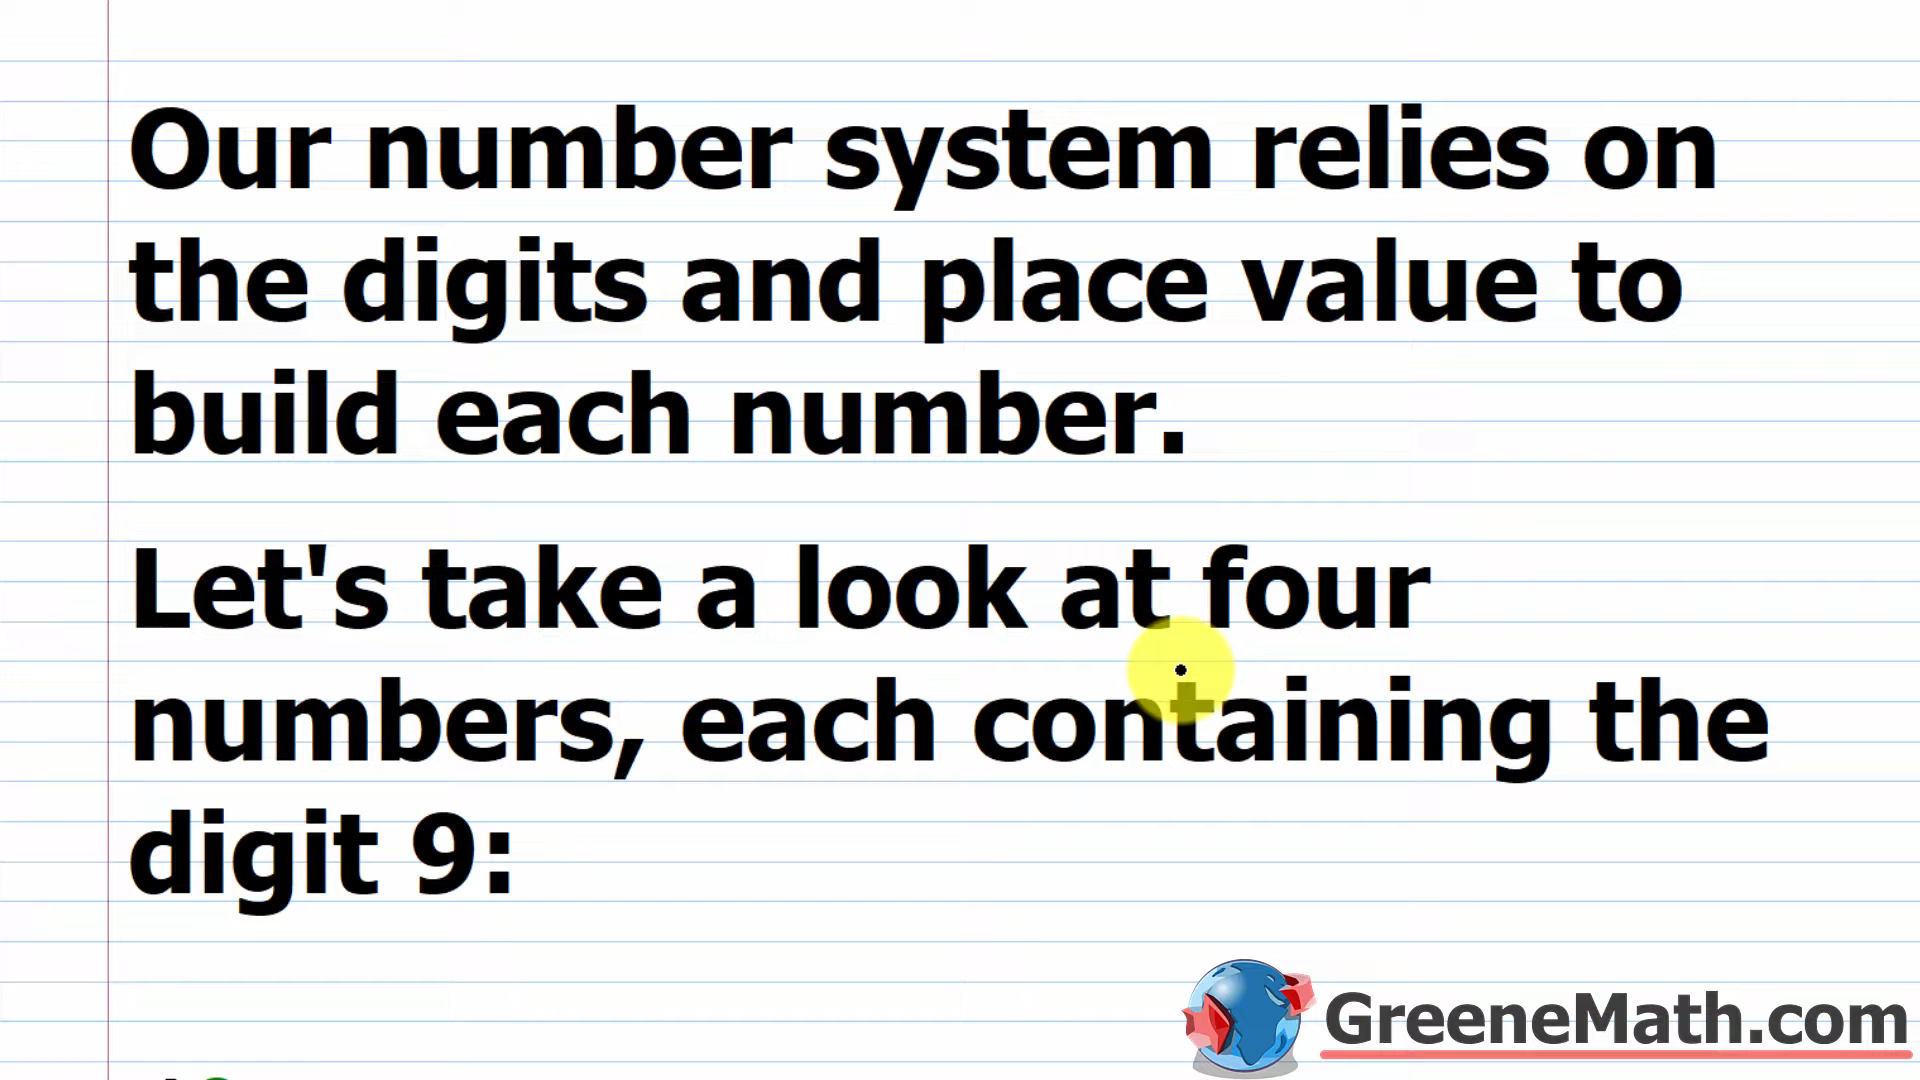 Our number system relies on
the digits and place value to
build each number.
Let's take a look at four
numbers, each containing the
digit 9:
GreeneMath.com